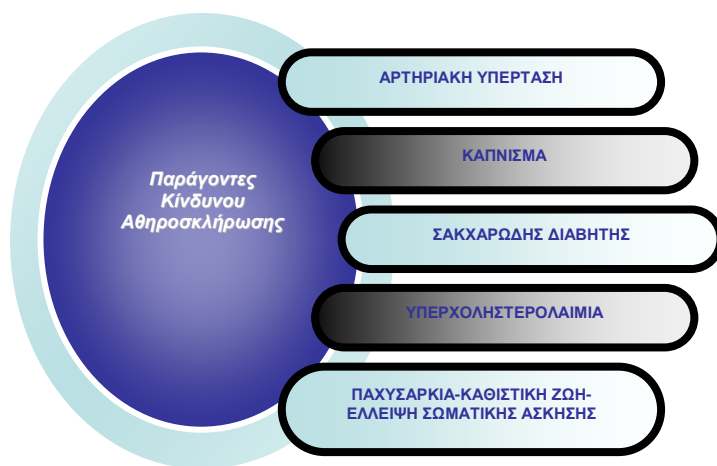 Παράγοντες
Κίνδυνου
Αθηροσκλήρωσης
ΑΡΤΗΡΙΑΚΗ ΥΠΕΡΤΑΣΗ
ΚΑΠΝΙΣΜΑ
ΣΑΚΧΑΡΩΔΗΣ ΔΙΑΒΗΤΗΣ
ΥΠΕΡΧΟΛΗΣΤΕΡΟΛΑΙΜΙΑ
ΠΑΧΥΣΑΡΚΙΑ-ΚΑΘΙΣΤΙΚΗ ΖΩΗ-
ΕΛΛΕΙΨΗ ΣΩΜΑΤΙΚΗΣ ΑΣΚΗΣΗΣ